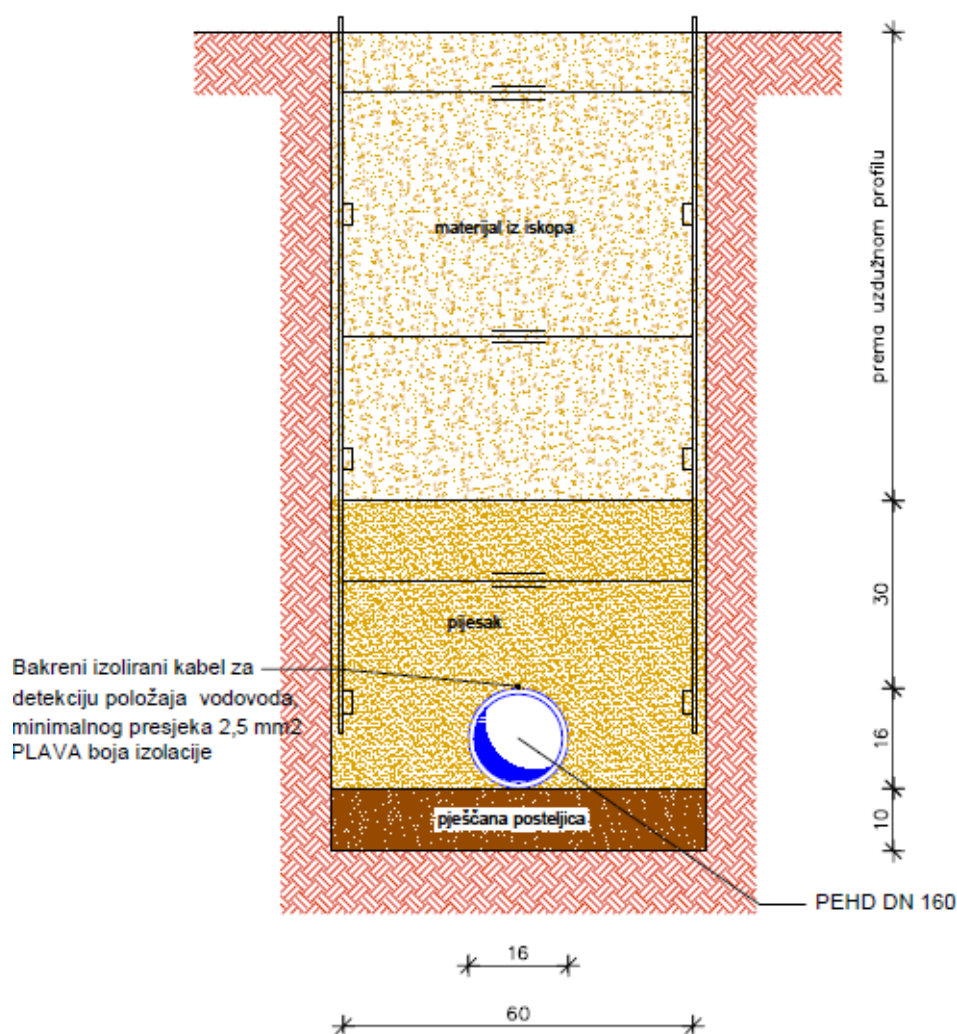 materijal iz iskopa
prema uzdužnom profilu
30
pijesak
Bakreni izolirani kabel za
detekciju položaja vodovoda,
minimalnog presjeka 2,5 mm2
PLAVA boja izolacije
16
pješčana posteljica
10
PEHD DN 160
16
60